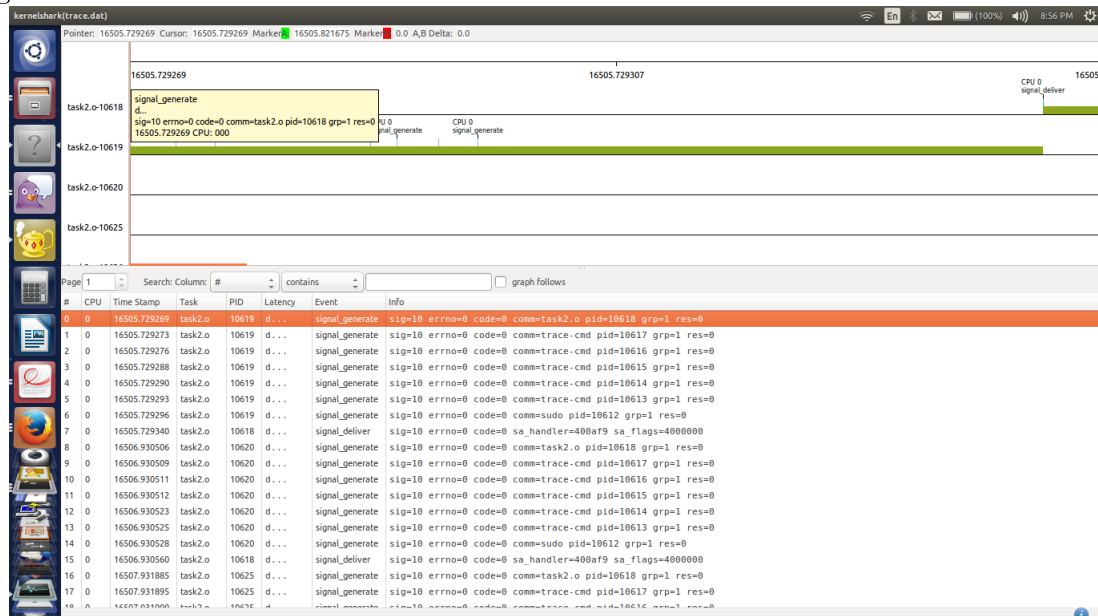 kernelshark(trace.dat)
En
(100%)
8:56 PM
Pointer: 16505.729269 Cursor: 16505.729269 MarkerA: 16505.821675 Marker 0.0 A,B Delta: 0.0
16505.729269
16505.729307
16505
CPU 0
signal_deliver
task2.o-10618
signal_generate
d...
sig=10 errno=0 code=0 comm=task2.o pid=10618 grp=1 res=0
16505.729269 CPU: 000
CPU 0
signal_generate
task2.o-10619
task2.o-10620
task2.o-10625
Page 1 Search: Column: # contains graph follows
# CPU Time Stamp Task PID Latency Event Info
0 0 16505.729269 task2.o 10619 d... signal_generate sig=10 errno=0 code=0 comm=task2.o pid=10618 grp=1 res=0
1 0 16505.729273 task2.o 10619 d... signal_generate sig=10 errno=0 code=0 comm=trace-cmd pid=10617 grp=1 res=0
2 0 16505.729276 task2.o 10619 d... signal_generate sig=10 errno=0 code=0 comm=trace-cmd pid=10616 grp=1 res=0
3 0 16505.729288 task2.o 10619 d... signal_generate sig=10 errno=0 code=0 comm=trace-cmd pid=10615 grp=1 res=0
4 0 16505.729290 task2.o 10619 d... signal_generate sig=10 errno=0 code=0 comm=trace-cmd pid=10614 grp=1 res=0
5 0 16505.729293 task2.o 10619 d... signal_generate sig=10 errno=0 code=0 comm=trace-cmd pid=10613 grp=1 res=0
6 0 16505.729296 task2.o 10619 d... signal_generate sig=10 errno=0 code=0 comm=sudo pid=10612 grp=1 res=0
7 0 16505.729340 task2.o 10618 d... signal_deliver sig=10 errno=0 code=0 sa_handler=400af9 sa_flags=4000000
8 0 16506.930506 task2.o 10620 d... signal_generate sig=10 errno=0 code=0 comm=task2.o pid=10618 grp=1 res=0
9 0 16506.930509 task2.o 10620 d... signal_generate sig=10 errno=0 code=0 comm=trace-cmd pid=10617 grp=1 res=0
10 0 16506.930511 task2.o 10620 d... signal_generate sig=10 errno=0 code=0 comm=trace-cmd pid=10616 grp=1 res=0
11 0 16506.930512 task2.o 10620 d... signal_generate sig=10 errno=0 code=0 comm=trace-cmd pid=10615 grp=1 res=0
12 0 16506.930523 task2.o 10620 d... signal_generate sig=10 errno=0 code=0 comm=trace-cmd pid=10614 grp=1 res=0
13 0 16506.930525 task2.o 10620 d... signal_generate sig=10 errno=0 code=0 comm=trace-cmd pid=10613 grp=1 res=0
14 0 16506.930528 task2.o 10620 d... signal_generate sig=10 errno=0 code=0 comm=sudo pid=10612 grp=1 res=0
15 0 16506.930560 task2.o 10618 d... signal_deliver sig=10 errno=0 code=0 sa_handler=400af9 sa_flags=4000000
16 0 16507.931885 task2.o 10625 d... signal_generate sig=10 errno=0 code=0 comm=task2.o pid=10618 grp=1 res=0
17 0 16507.931895 task2.o 10625 d... signal_generate sig=10 errno=0 code=0 comm=trace-cmd pid=10617 grp=1 res=0